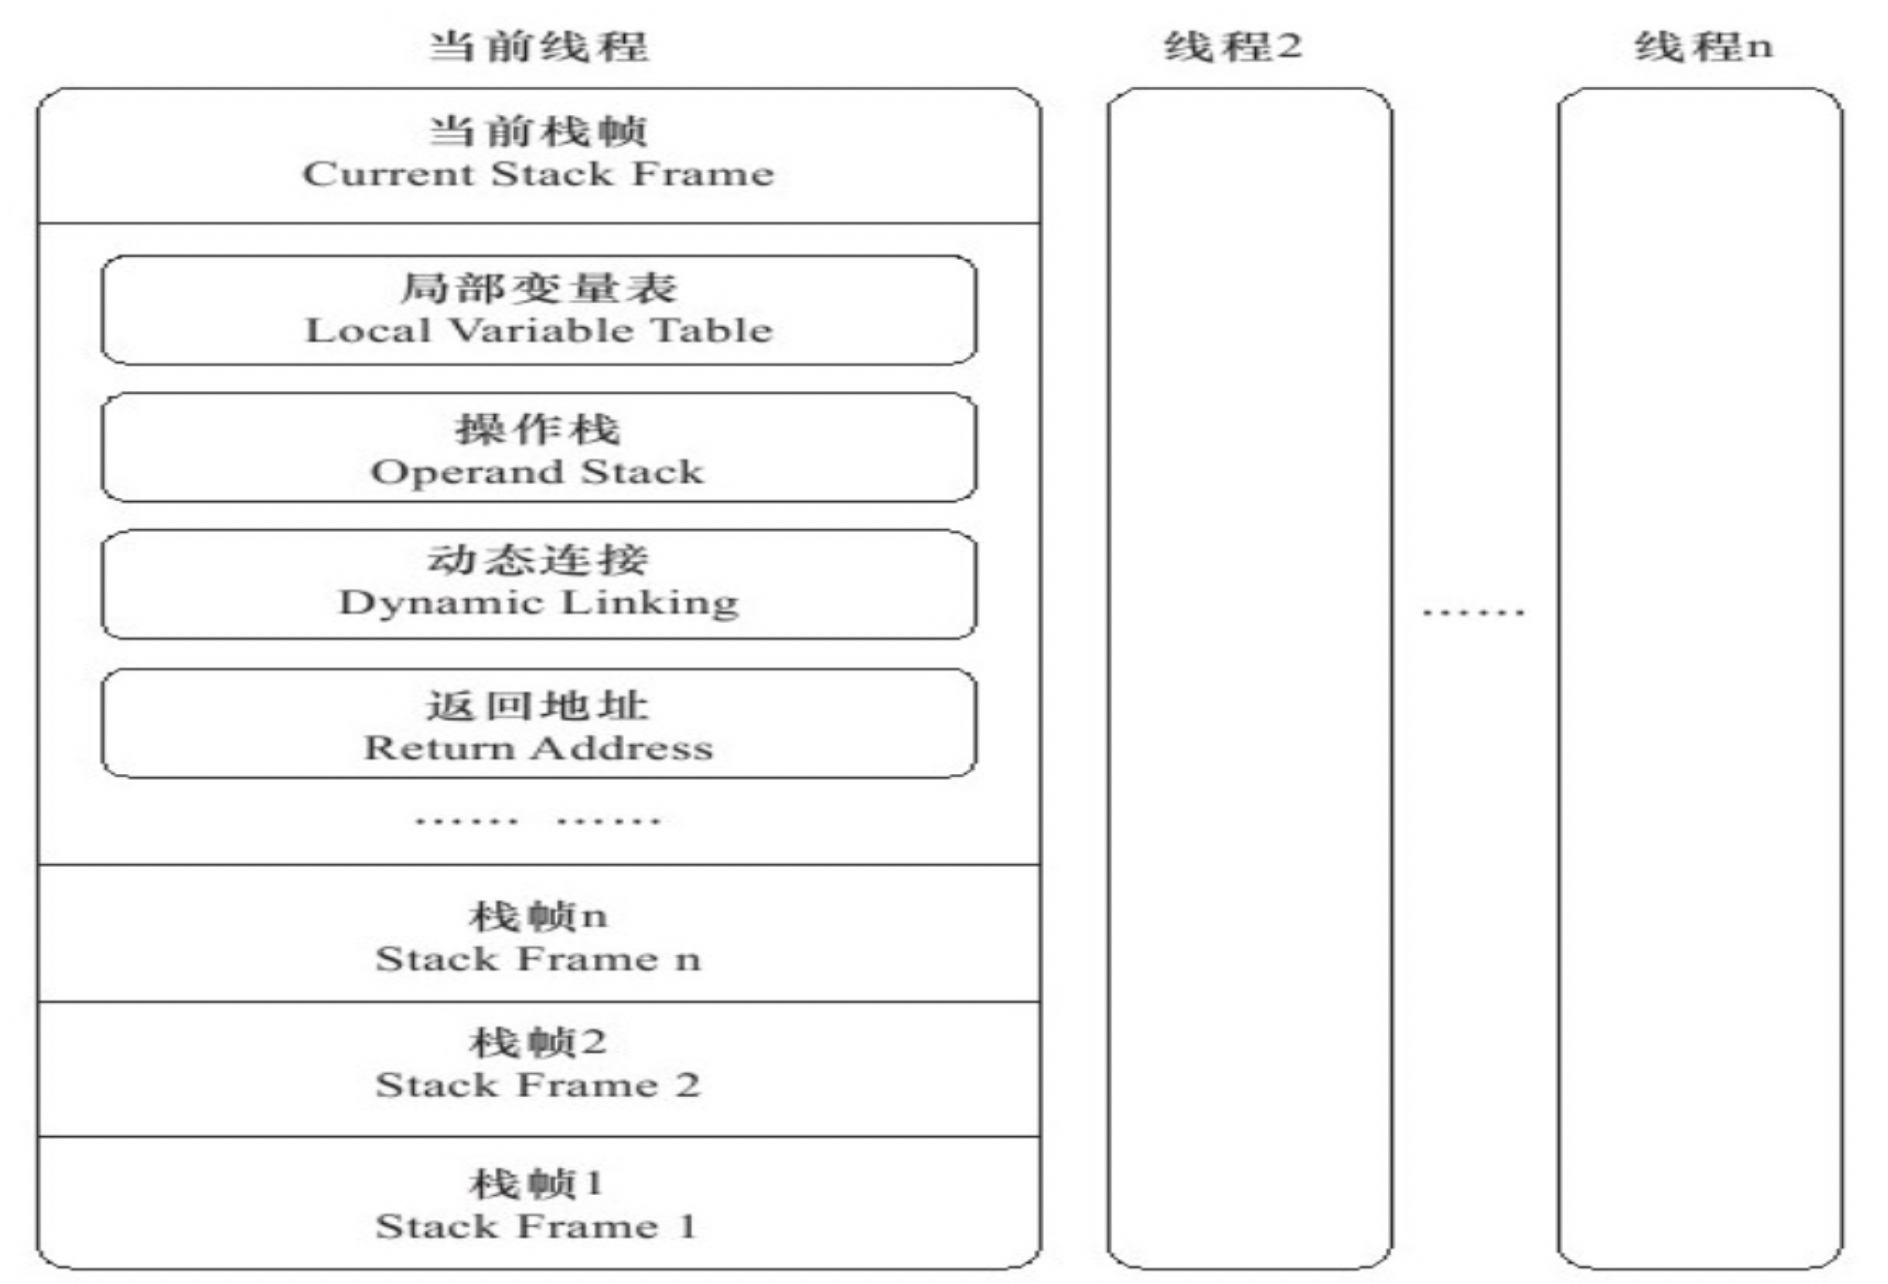 当前线程
线程2
线程n
当前栈帧
Current Stack Frame
局部变量表
Local Variable Table
操作栈
Operand Stack
动态连接
Dynamic Linking
返回地址
Return Address
…… ……
……
栈帧n
Stack Frame n
栈帧2
Stack Frame 2
栈帧1
Stack Frame 1